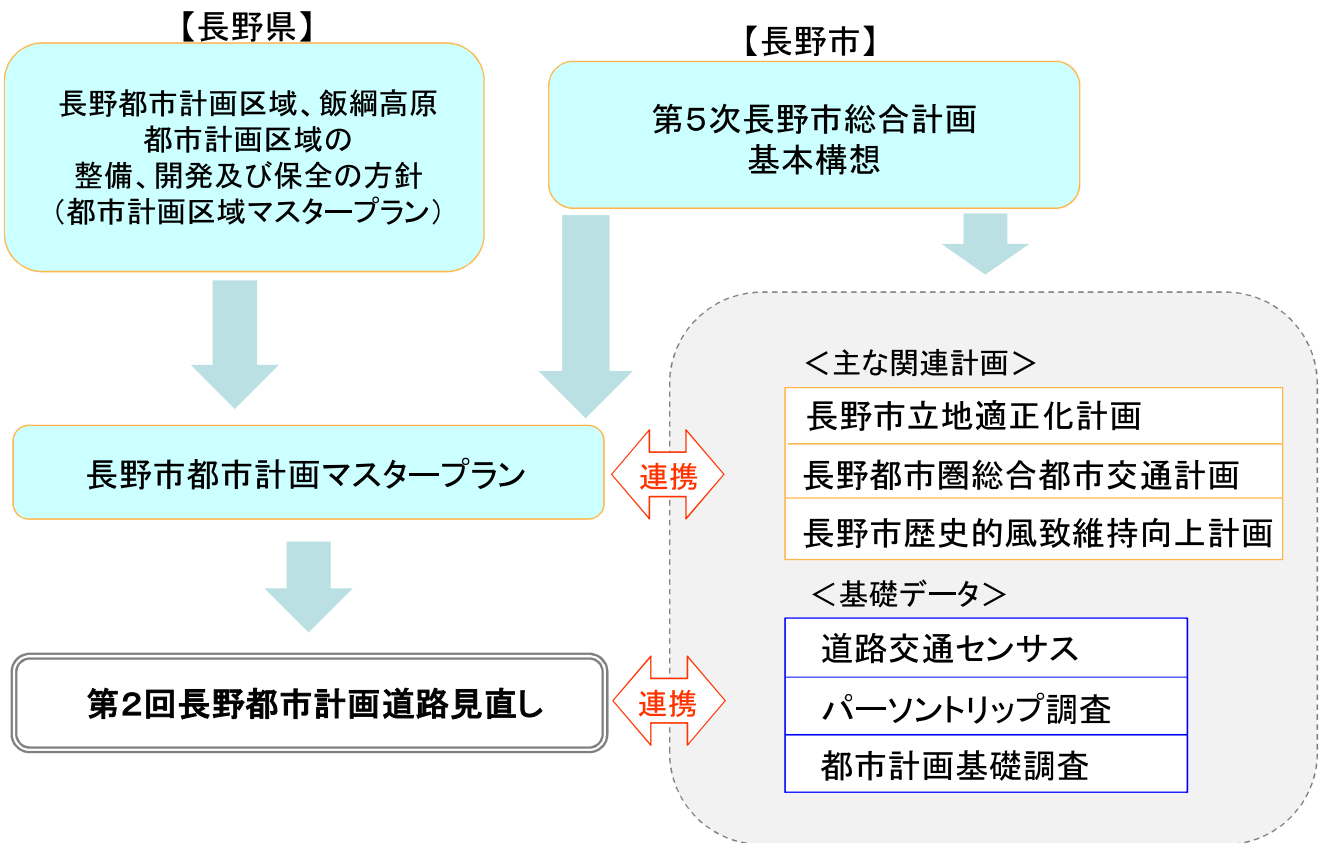 【長野県】
長野都市計画区域、飯綱高原
都市計画区域の
整備、開発及び保全の方針
（都市計画区域マスタープラン）
【長野市】
第５次長野市総合計画
基本構想
長野市都市計画マスタープラン
連携
＜主な関連計画＞
長野市立地適正化計画
長野都市圏総合都市交通計画
長野市歴史的風致維持向上計画
＜基礎データ＞
道路交通センサス
パーソントリップ調査
都市計画基礎調査
第２回長野都市計画道路見直し
連携